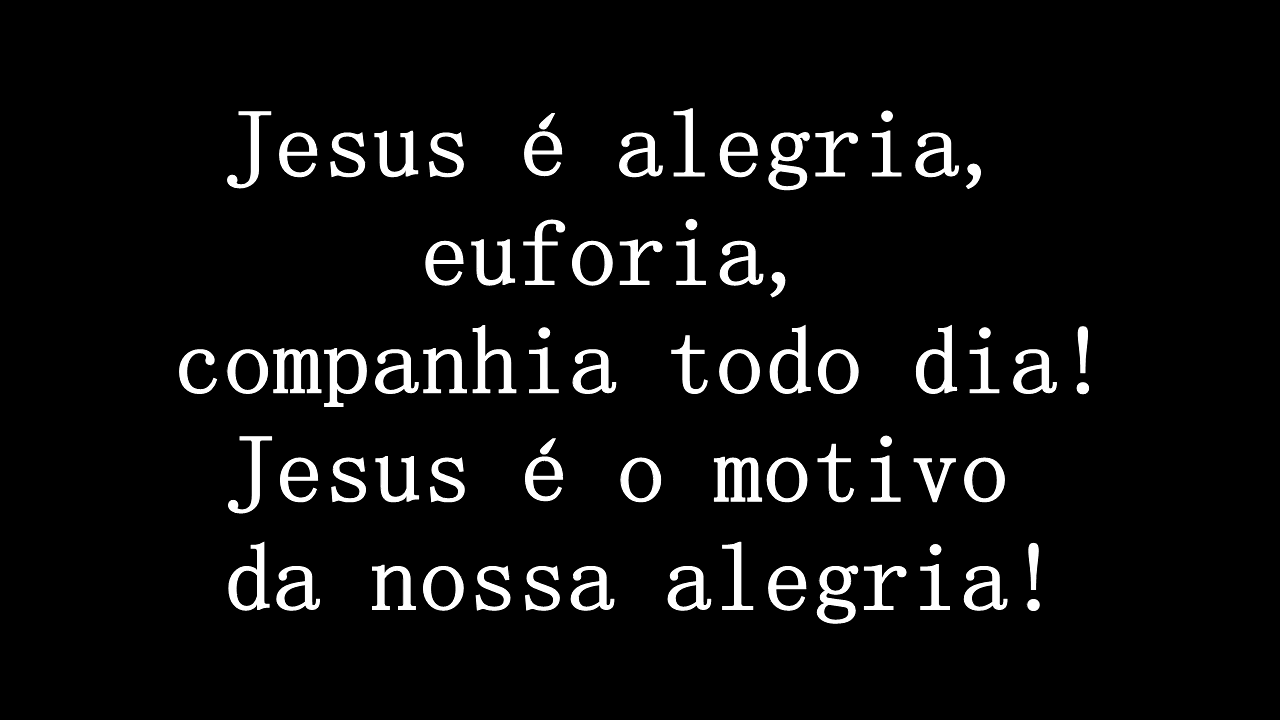 Jesus é alegria,
euforia,
companhia todo dia!
Jesus é o motivo
da nossa alegria!